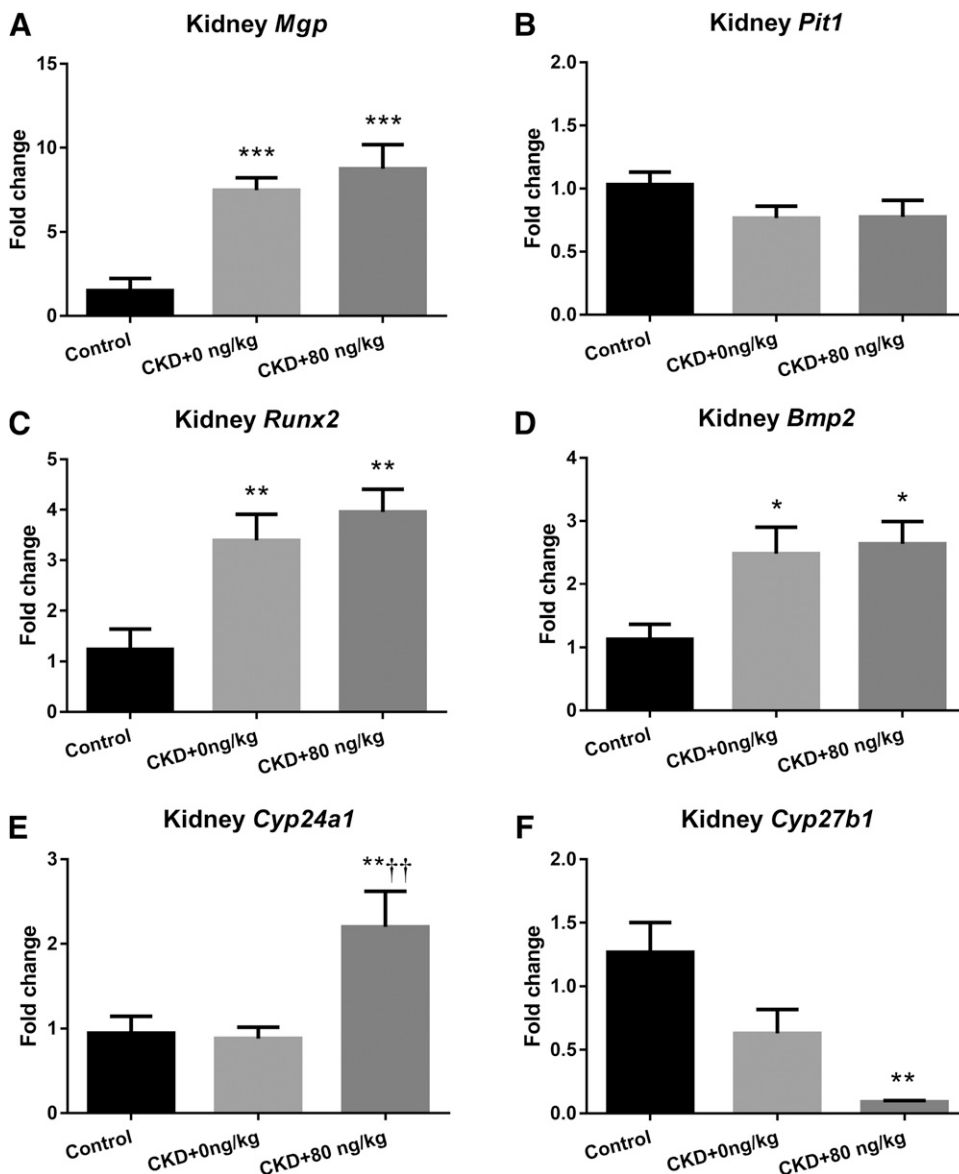 A
Kidney Mgp
Fold change
15
10
5
0
***
***
Control
CKD+0 ng/kg
CKD+80 ng/kg
B
Kidney Pit1
Fold change
2.0
1.5
1.0
0.5
0.0
Control
CKD+0ng/kg
CKD+80 ng/kg
C
Kidney Runx2
Fold change
5
4
3
2
1
0
**
**
Control
CKD+0ng/kg
CKD+80 ng/kg
D
Kidney Bmp2
Fold change
4
3
2
1
0
*
*
Control
CKD+0ng/kg
CKD+80 ng/kg
E
Kidney Cyp24a1
Fold change
3
2
1
0
**††
Control
CKD+0ng/kg
CKD+80 ng/kg
F
Kidney Cyp27b1
Fold change
2.0
1.5
1.0
0.5
0.0
**
Control
CKD+0ng/kg
CKD+80 ng/kg